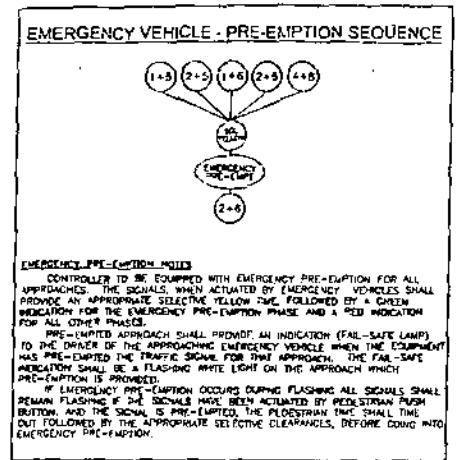 EMERGENCY VEHICLE - PRE-EMPTION SEQUENCE
1+5 2+5 1+6 2+5 4+8
EMERGENCY
PRE-EMPT
2+6
EMERGENCY PRE-EMPTION NOTES
CONTROLLER TO BE EQUIPPED WITH EMERGENCY PRE-EMPTION FOR ALL
APPROACHES. THE SIGNALS, WHEN ACTUATED BY EMERGENCY VEHICLES SHALL
PROVIDE AN APPROPRIATE SELECTIVE YELLOW TIME, FOLLOWED BY A GREEN
INDICATION FOR THE EMERGENCY PRE-EMPTION PHASE AND A RED INDICATION
FOR ALL OTHER PHASES.
PRE-EMPTED APPROACH SHALL PROVIDE AN INDICATION (FAIL-SAFE LAMP)
TO THE DRIVER OF THE APPROACHING EMERGENCY VEHICLE WHEN THE EQUIPMENT
HAS PRE-EMPTED THE TRAFFIC SIGNAL FOR THAT APPROACH. THE FAIL-SAFE
INDICATION SHALL BE A FLASHING WHITE LIGHT ON THE APPROACH WHICH
PRE-EMPTION IS PROVIDED.
IF EMERGENCY PRE-EMPTION OCCURS DURING FLASHING ALL SIGNALS SHALL
REMAIN FLASHING IF THE SIGNALS HAVE BEEN ACTUATED BY PEDESTRIAN PUSH
BUTTON, AND THE SIGNAL IS PRE-EMPTED, THE PEDESTRIAN TIME SHALL TIME
OUT FOLLOWED BY THE APPROPRIATE SELECTIVE CLEARANCES, BEFORE GOING INTO
EMERGENCY PRE-EMPTION.